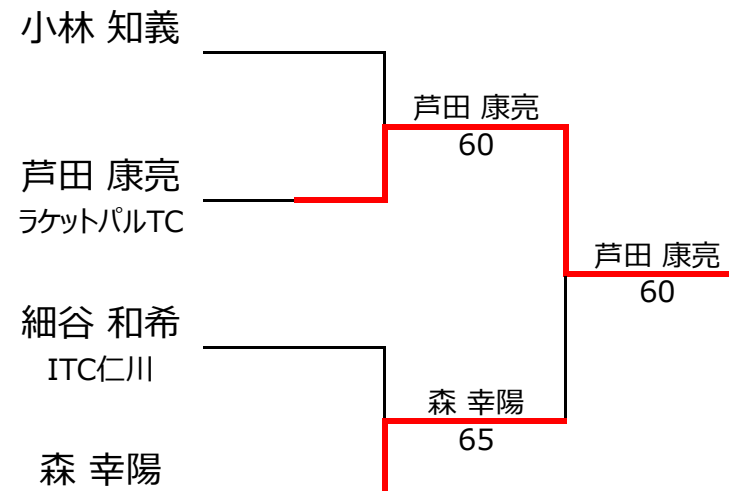 小林 知義
芦田 康亮
60
芦田 康亮
ラケットパルTC
芦田 康亮
60
細谷 和希
ITC仁川
森 幸陽
65
森 幸陽